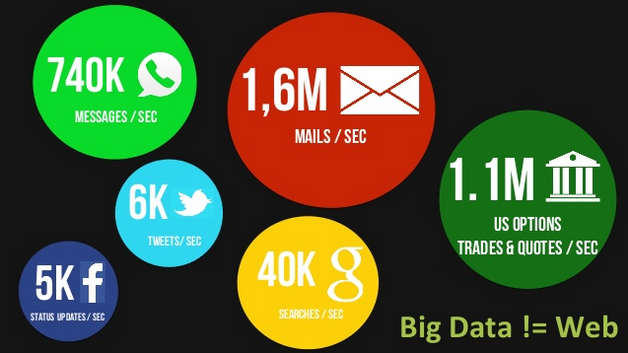 740K
MESSAGES / SEC
1,6M
MAILS / SEC
1.1M
US OPTIONS
TRADES & QUOTES / SEC
6K
TWEETS/ SEC
40K g
SEARCHES / SEC
5K f
STATUS UPDATES / SEC
Big Data != Web